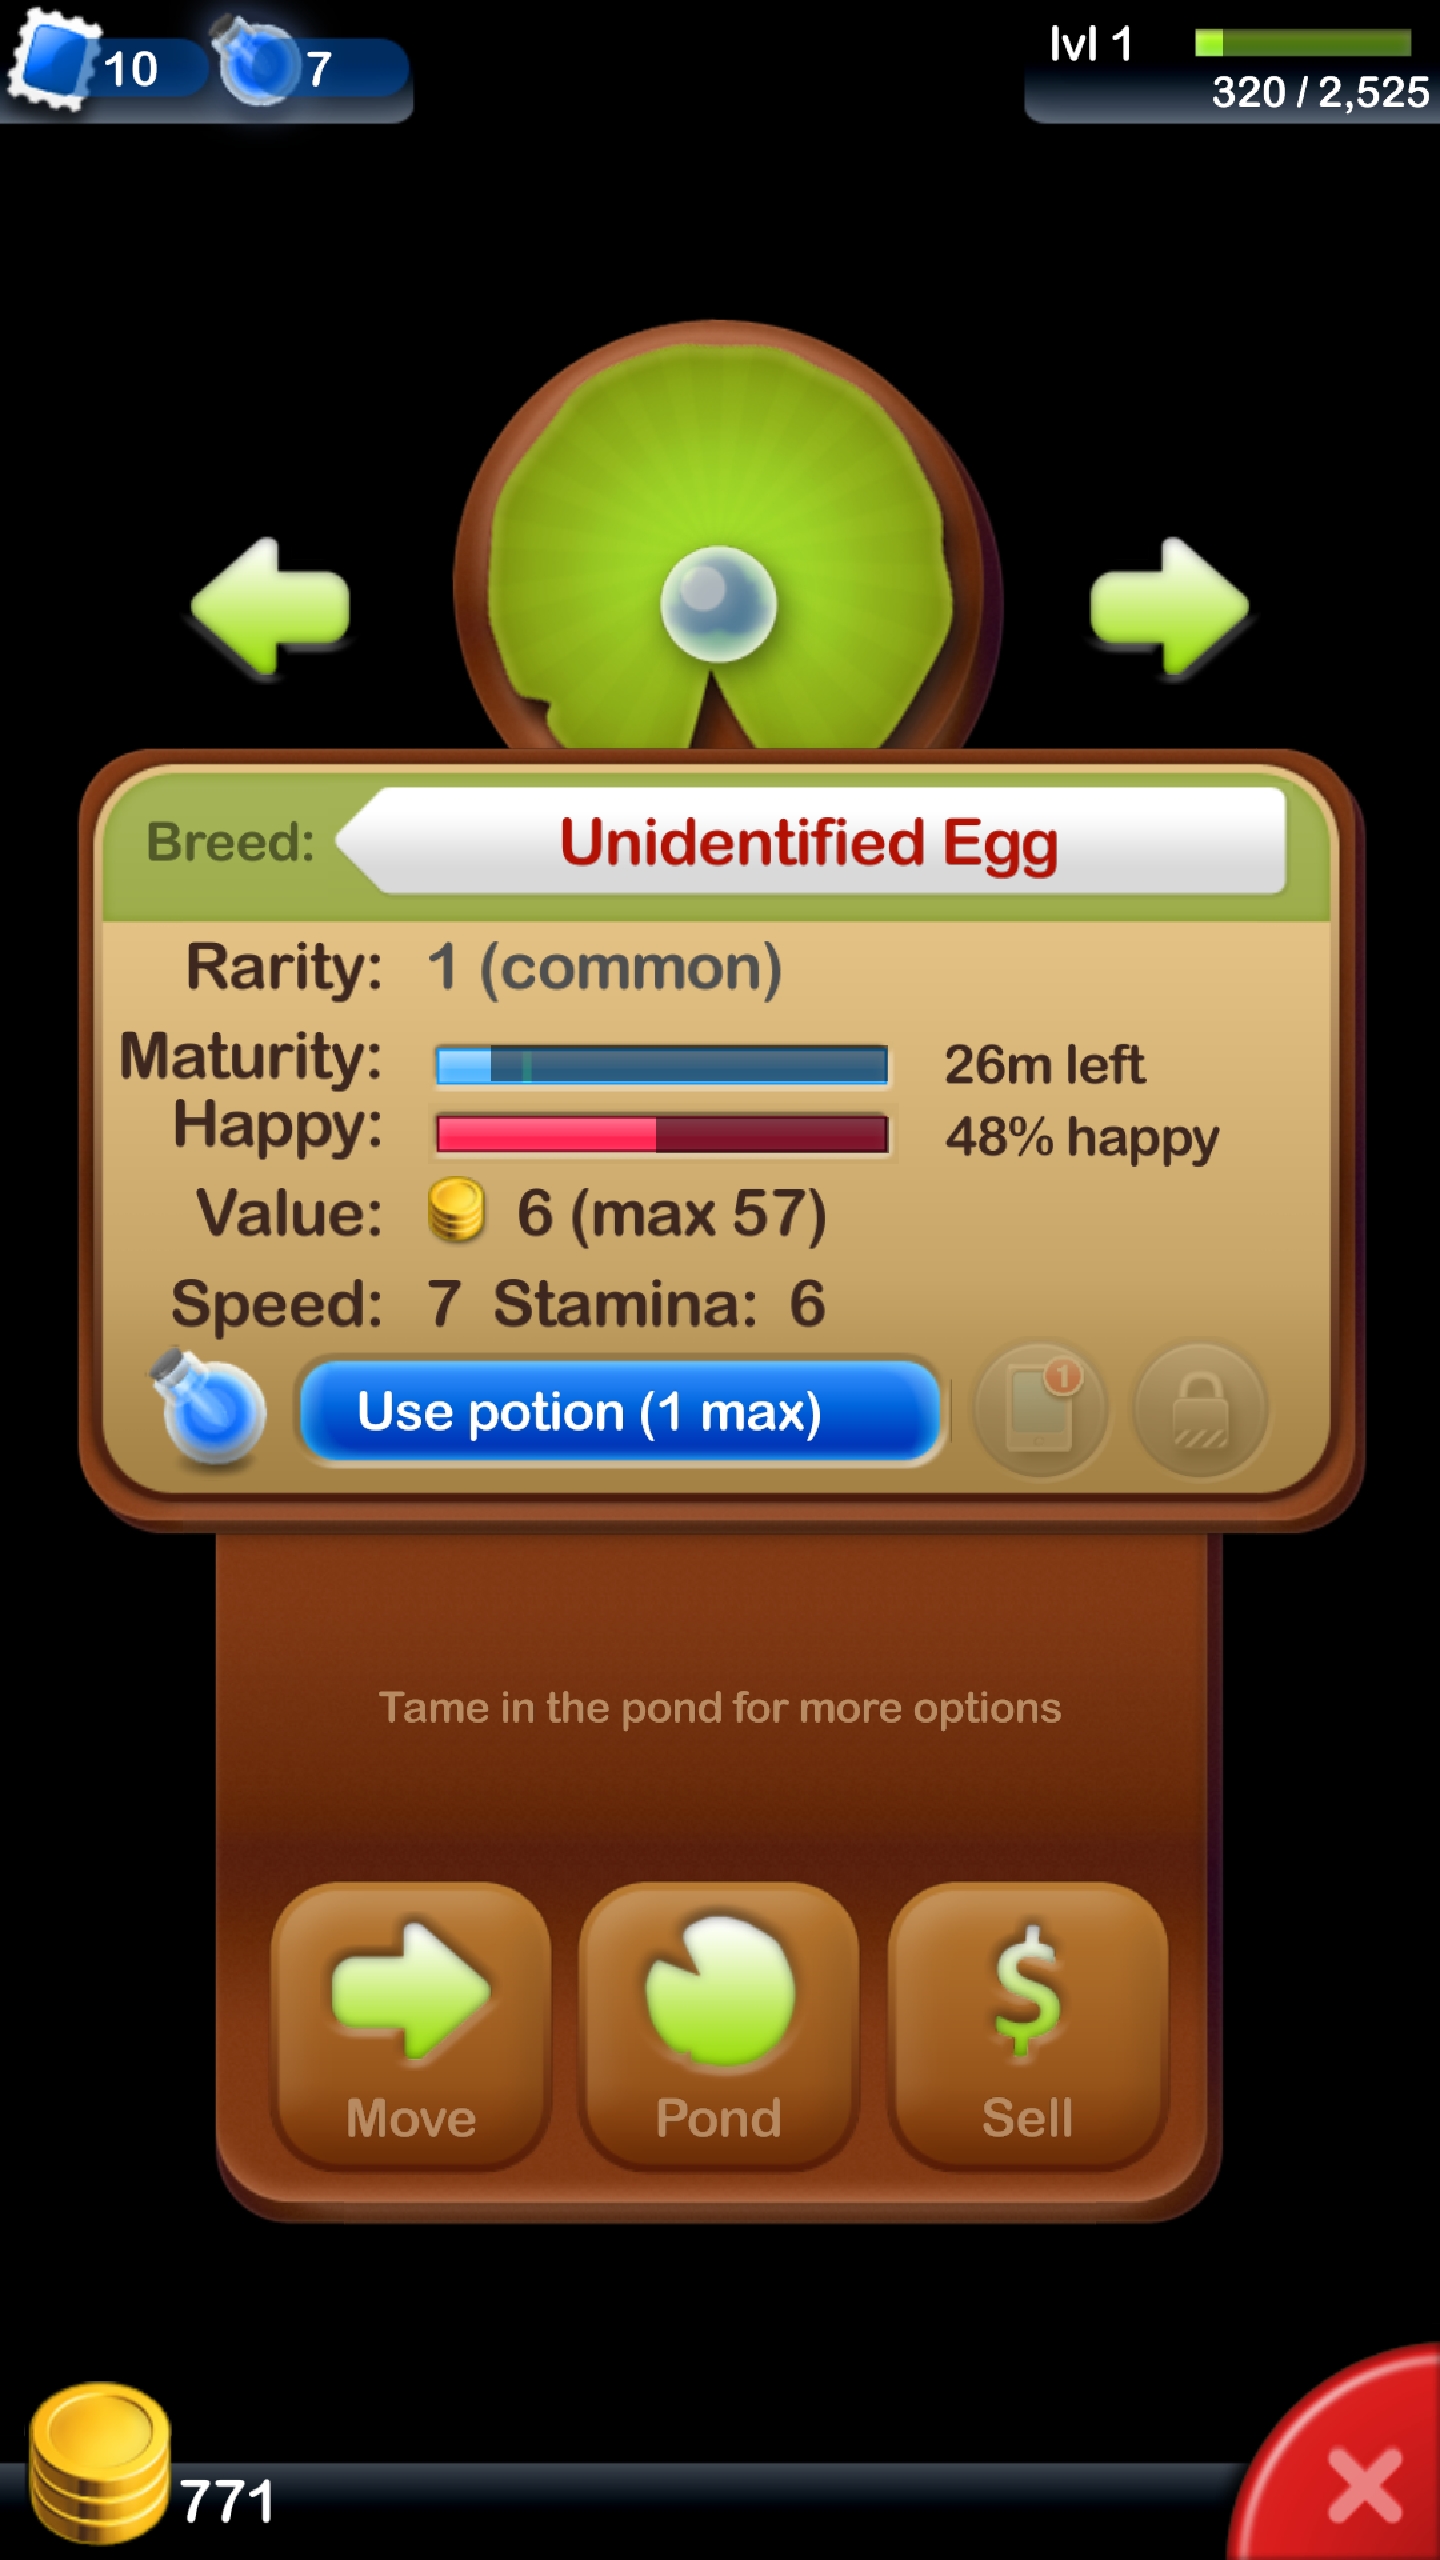 10
7
lvl 1
320 / 2,525
Breed: Unidentified Egg
Rarity: 1 (common)
Maturity: 26m left
Happy: 48% happy
Value: 6 (max 57)
Speed: 7 Stamina: 6
Use potion (1 max)
1
Tame in the pond for more options
Move
Pond
$
Sell
771